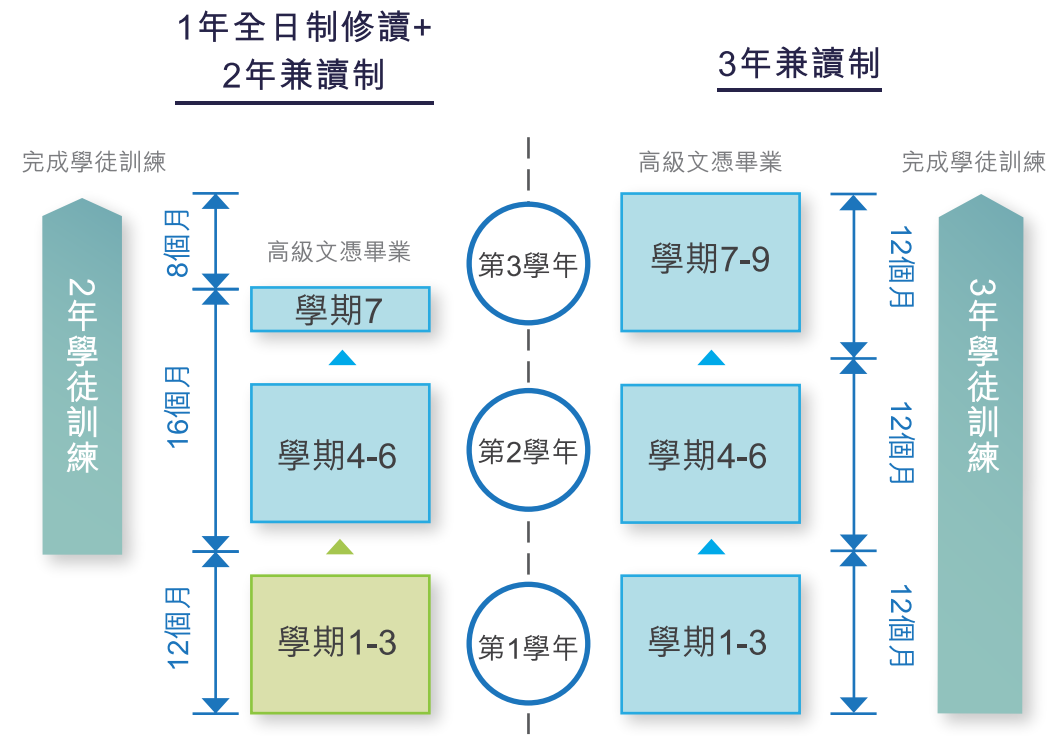 1年全日制修讀+
2年兼讀制
3年兼讀制
完成學徒訓練
2年學徒訓練
8個月
16個月
12個月
高級文憑畢業
學期7
學期4-6
學期1-3
第3學年
第2學年
第1學年
高級文憑畢業
學期7-9
學期4-6
學期1-3
12個月
12個月
12個月
完成學徒訓練
3年學徒訓練